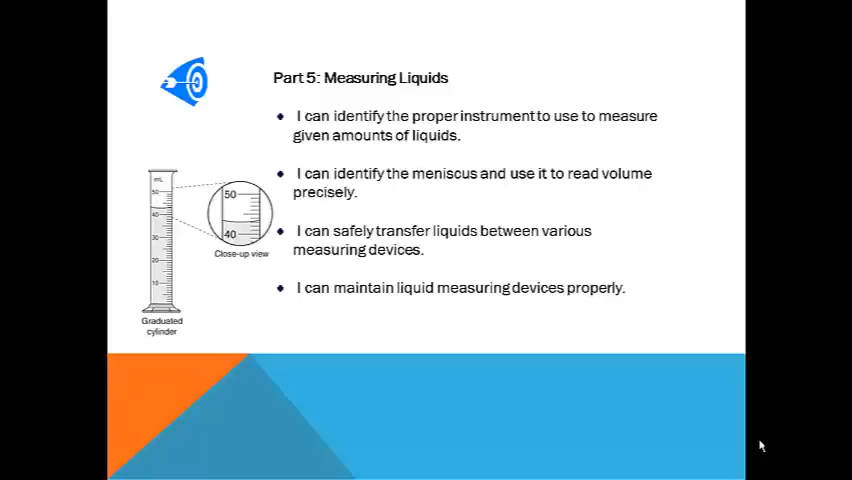 Part 5: Measuring Liquids
I can identify the proper instrument to use to measure
given amounts of liquids.
I can identify the meniscus and use it to read volume
precisely.
I can safely transfer liquids between various
measuring devices.
I can maintain liquid measuring devices properly.
mL
50
40
30
20
10
50
40
Close-up view
Graduated
cylinder